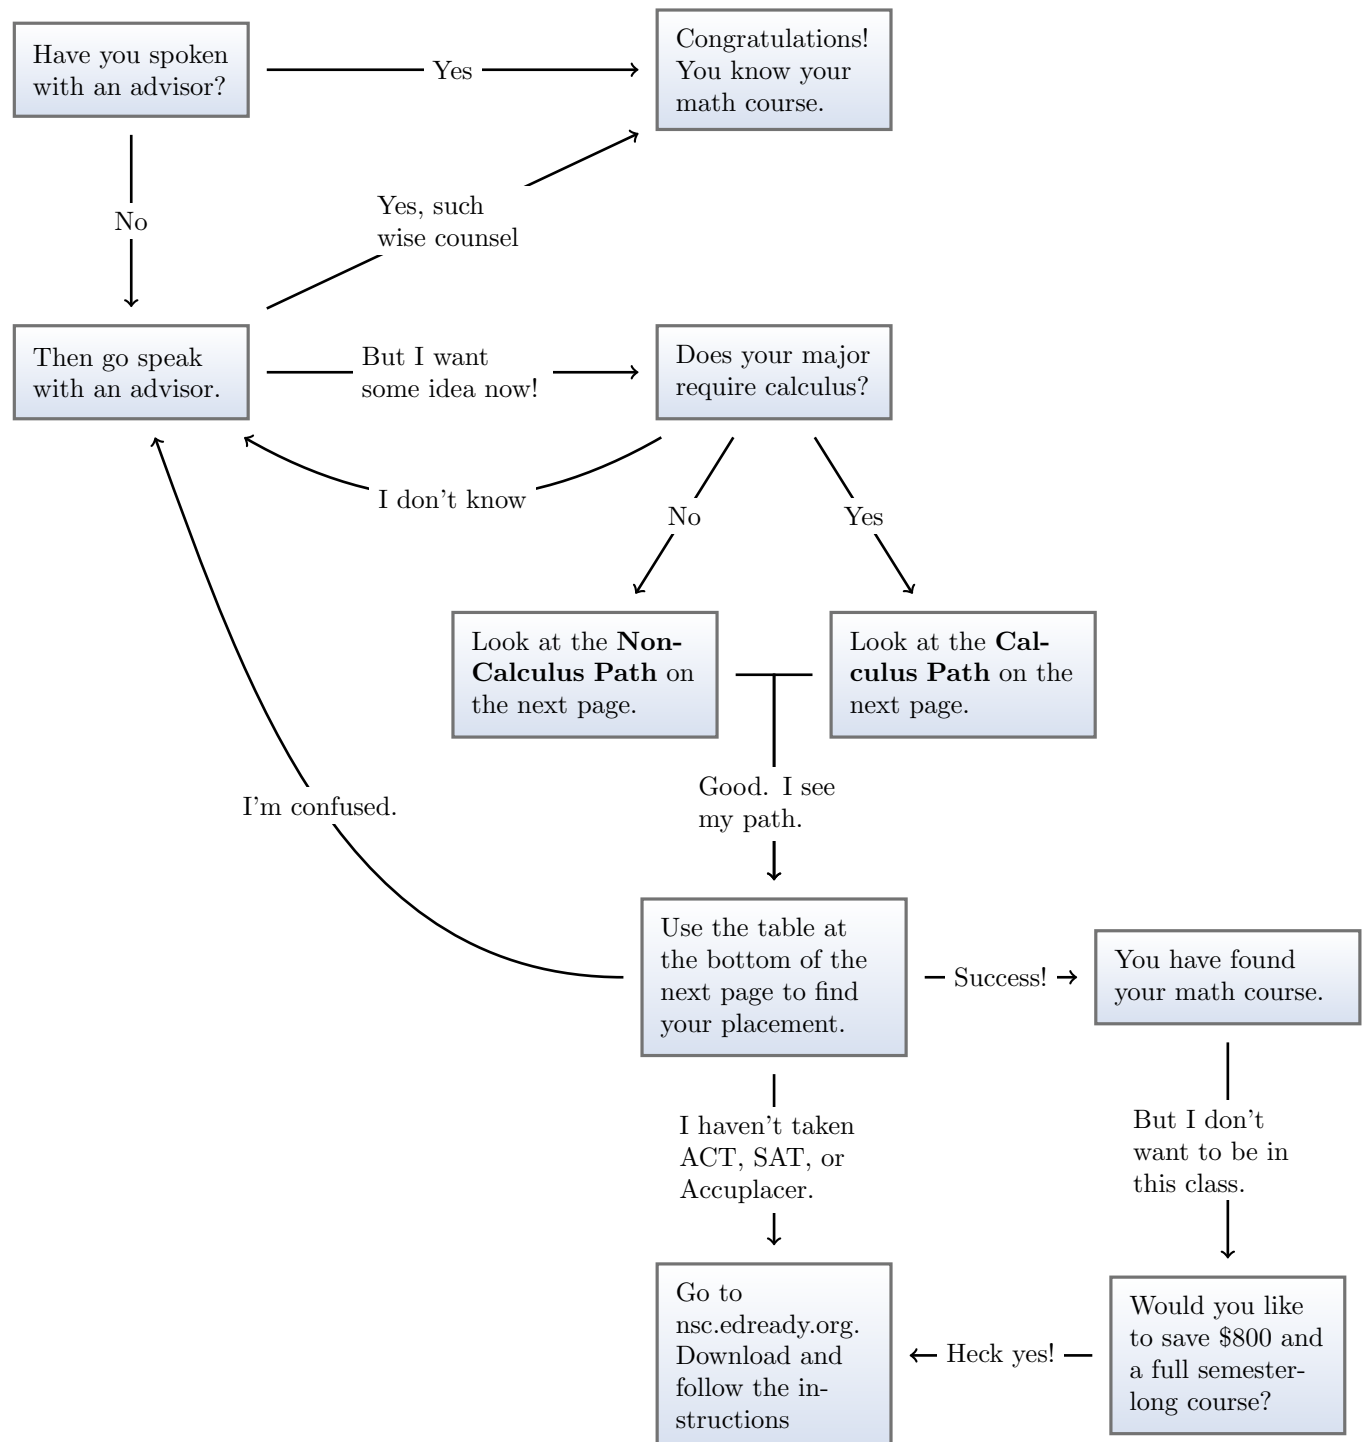 Have you spoken
with an advisor?
Yes
Congratulations!
You know your
math course.
No
Yes, such
wise counsel
Then go speak
with an advisor.
But I want
some idea now!
Does your major
require calculus?
I don't know
No
Yes
Look at the Non-
Calculus Path on
the next page.
Look at the Cal-
culus Path on the
next page.
Good. I see
my path.
I'm confused.
Use the table at
the bottom of the
next page to find
your placement.
Success!
You have found
your math course.
I haven't taken
ACT, SAT, or
Accuplacer.
But I don't
want to be in
this class.
Go to
nsc.edready.org.
Download and
follow the in-
structions
Heck yes!
Would you like
to save $800 and
a full semester-
long course?